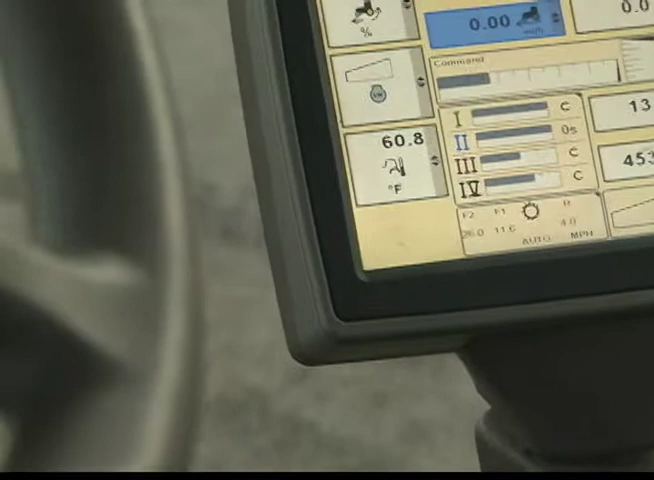 0.00
0.0
%
mi/h
Command
I C
13
II 0s
60.8
III C
453
IV C
°F
F2 F1 R
26.0 11.6 4.0
AUTO MPH